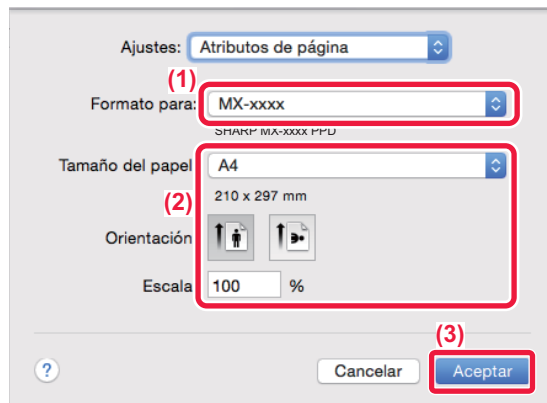 Ajustes: Atributos de página
(1)
Formato para: MX-xxxx
SHARP MX-xxxx PPD
Tamaño del papel A4
210 x 297 mm
(2)
Orientación
Escala 100 %
(3)
? Cancelar Aceptar